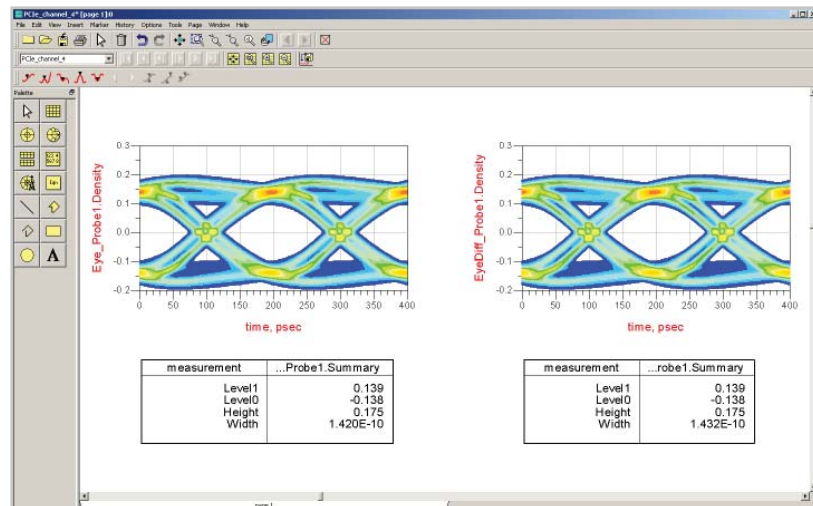 PCIe_channel_4* [page 1]:0
File Edit View Insert Marker History Options Tools Page Window Help
PCIe_channel_4
Palette
Eqn
A
Eye_Probe1.Density
0.3
0.2
0.1
0.0
-0.1
-0.2
0 50 100 150 200 250 300 350 400
time, psec
EyeDiff_Probe1.Density
0.3
0.2
0.1
0.0
-0.1
-0.2
0 50 100 150 200 250 300 350 400
time, psec
measurement ...Probe1.Summary
Level1 0.139
Level0 -0.138
Height 0.175
Width 1.420E-10
measurement ...robe1.Summary
Level1 0.139
Level0 -0.138
Height 0.175
Width 1.432E-10